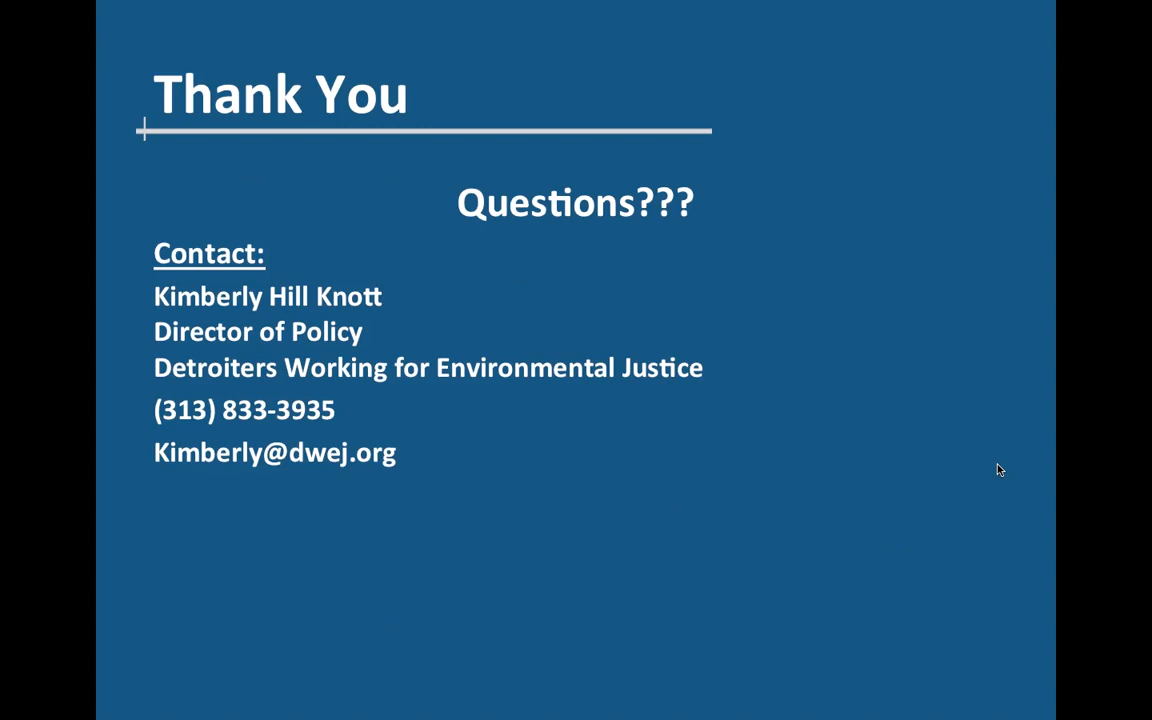 Thank You
Questions???
Contact:
Kimberly Hill Knott
Director of Policy
Detroiters Working for Environmental Justice
(313) 833-3935
Kimberly@dwej.org